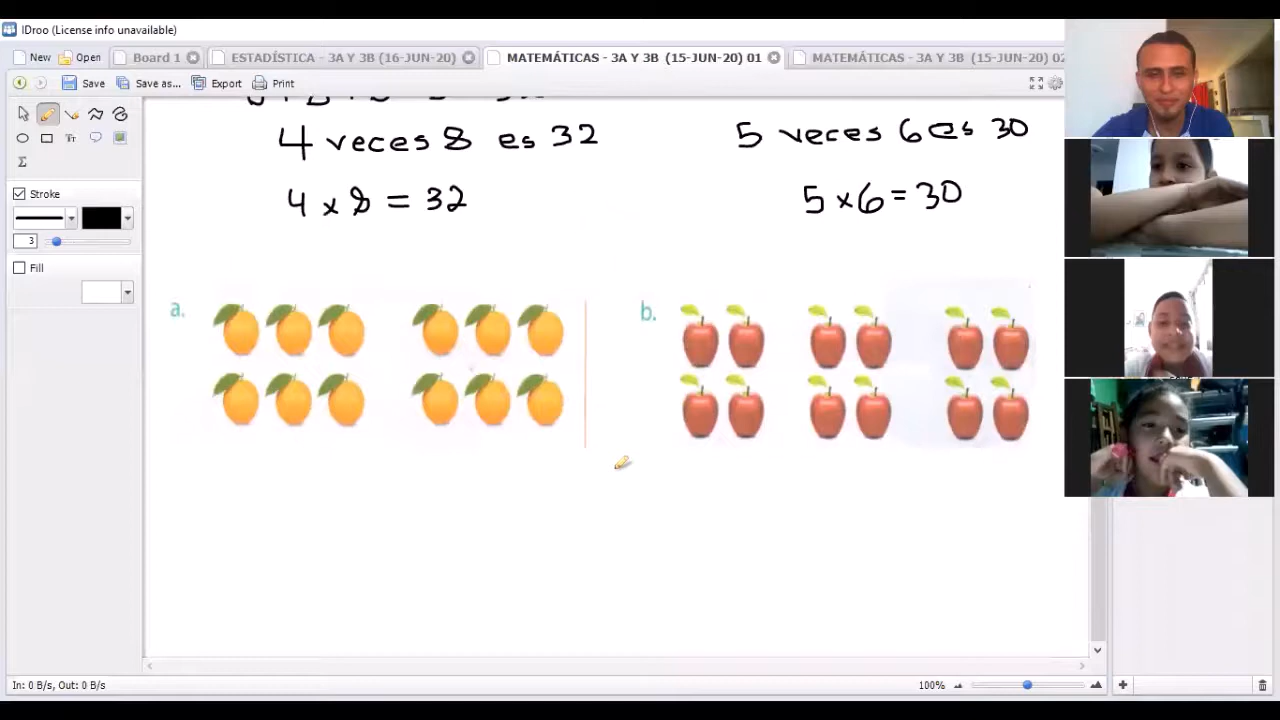 IDroo (License info unavailable)
New Open Board 1 ESTADÍSTICA - 3A Y 3B (16-JUN-20) MATEMÁTICAS - 3A Y 3B (15-JUN-20) 01 MATEMÁTICAS - 3A Y 3B (15-JUN-20) 02
Save Save as... Export Print
4 veces 8 es 32
5 veces 6 es 30
4 x 8 = 32
5 x 6 = 30
Tt
Σ
Stroke
3
Fill
a.
b.
In: 0 B/s, Out: 0 B/s
100%